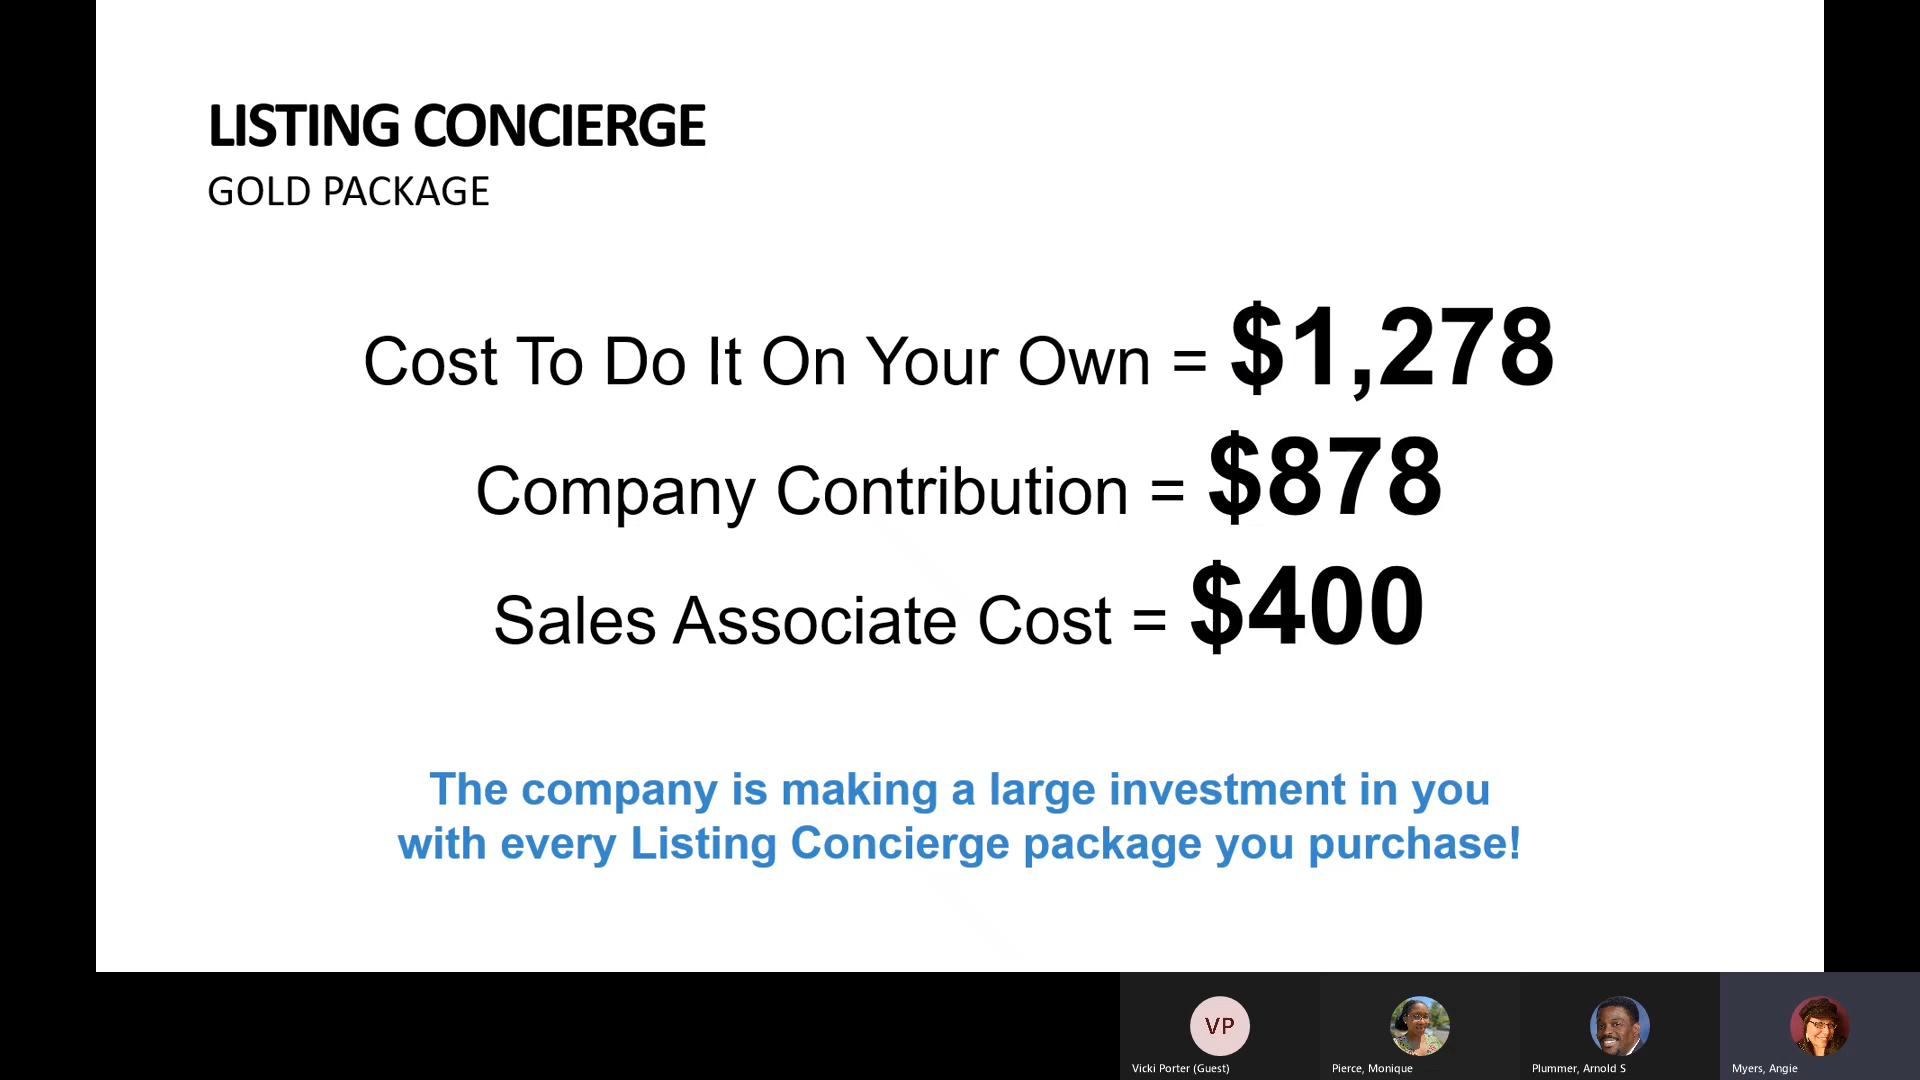 LISTING CONCIERGE
GOLD PACKAGE
Cost To Do It On Your Own = $1,278
Company Contribution = $878
Sales Associate Cost = $400
The company is making a large investment in you
with every Listing Concierge package you purchase!
VP
Vicki Porter (Guest)
Pierce, Monique
Plummer, Arnold S
Myers, Angie